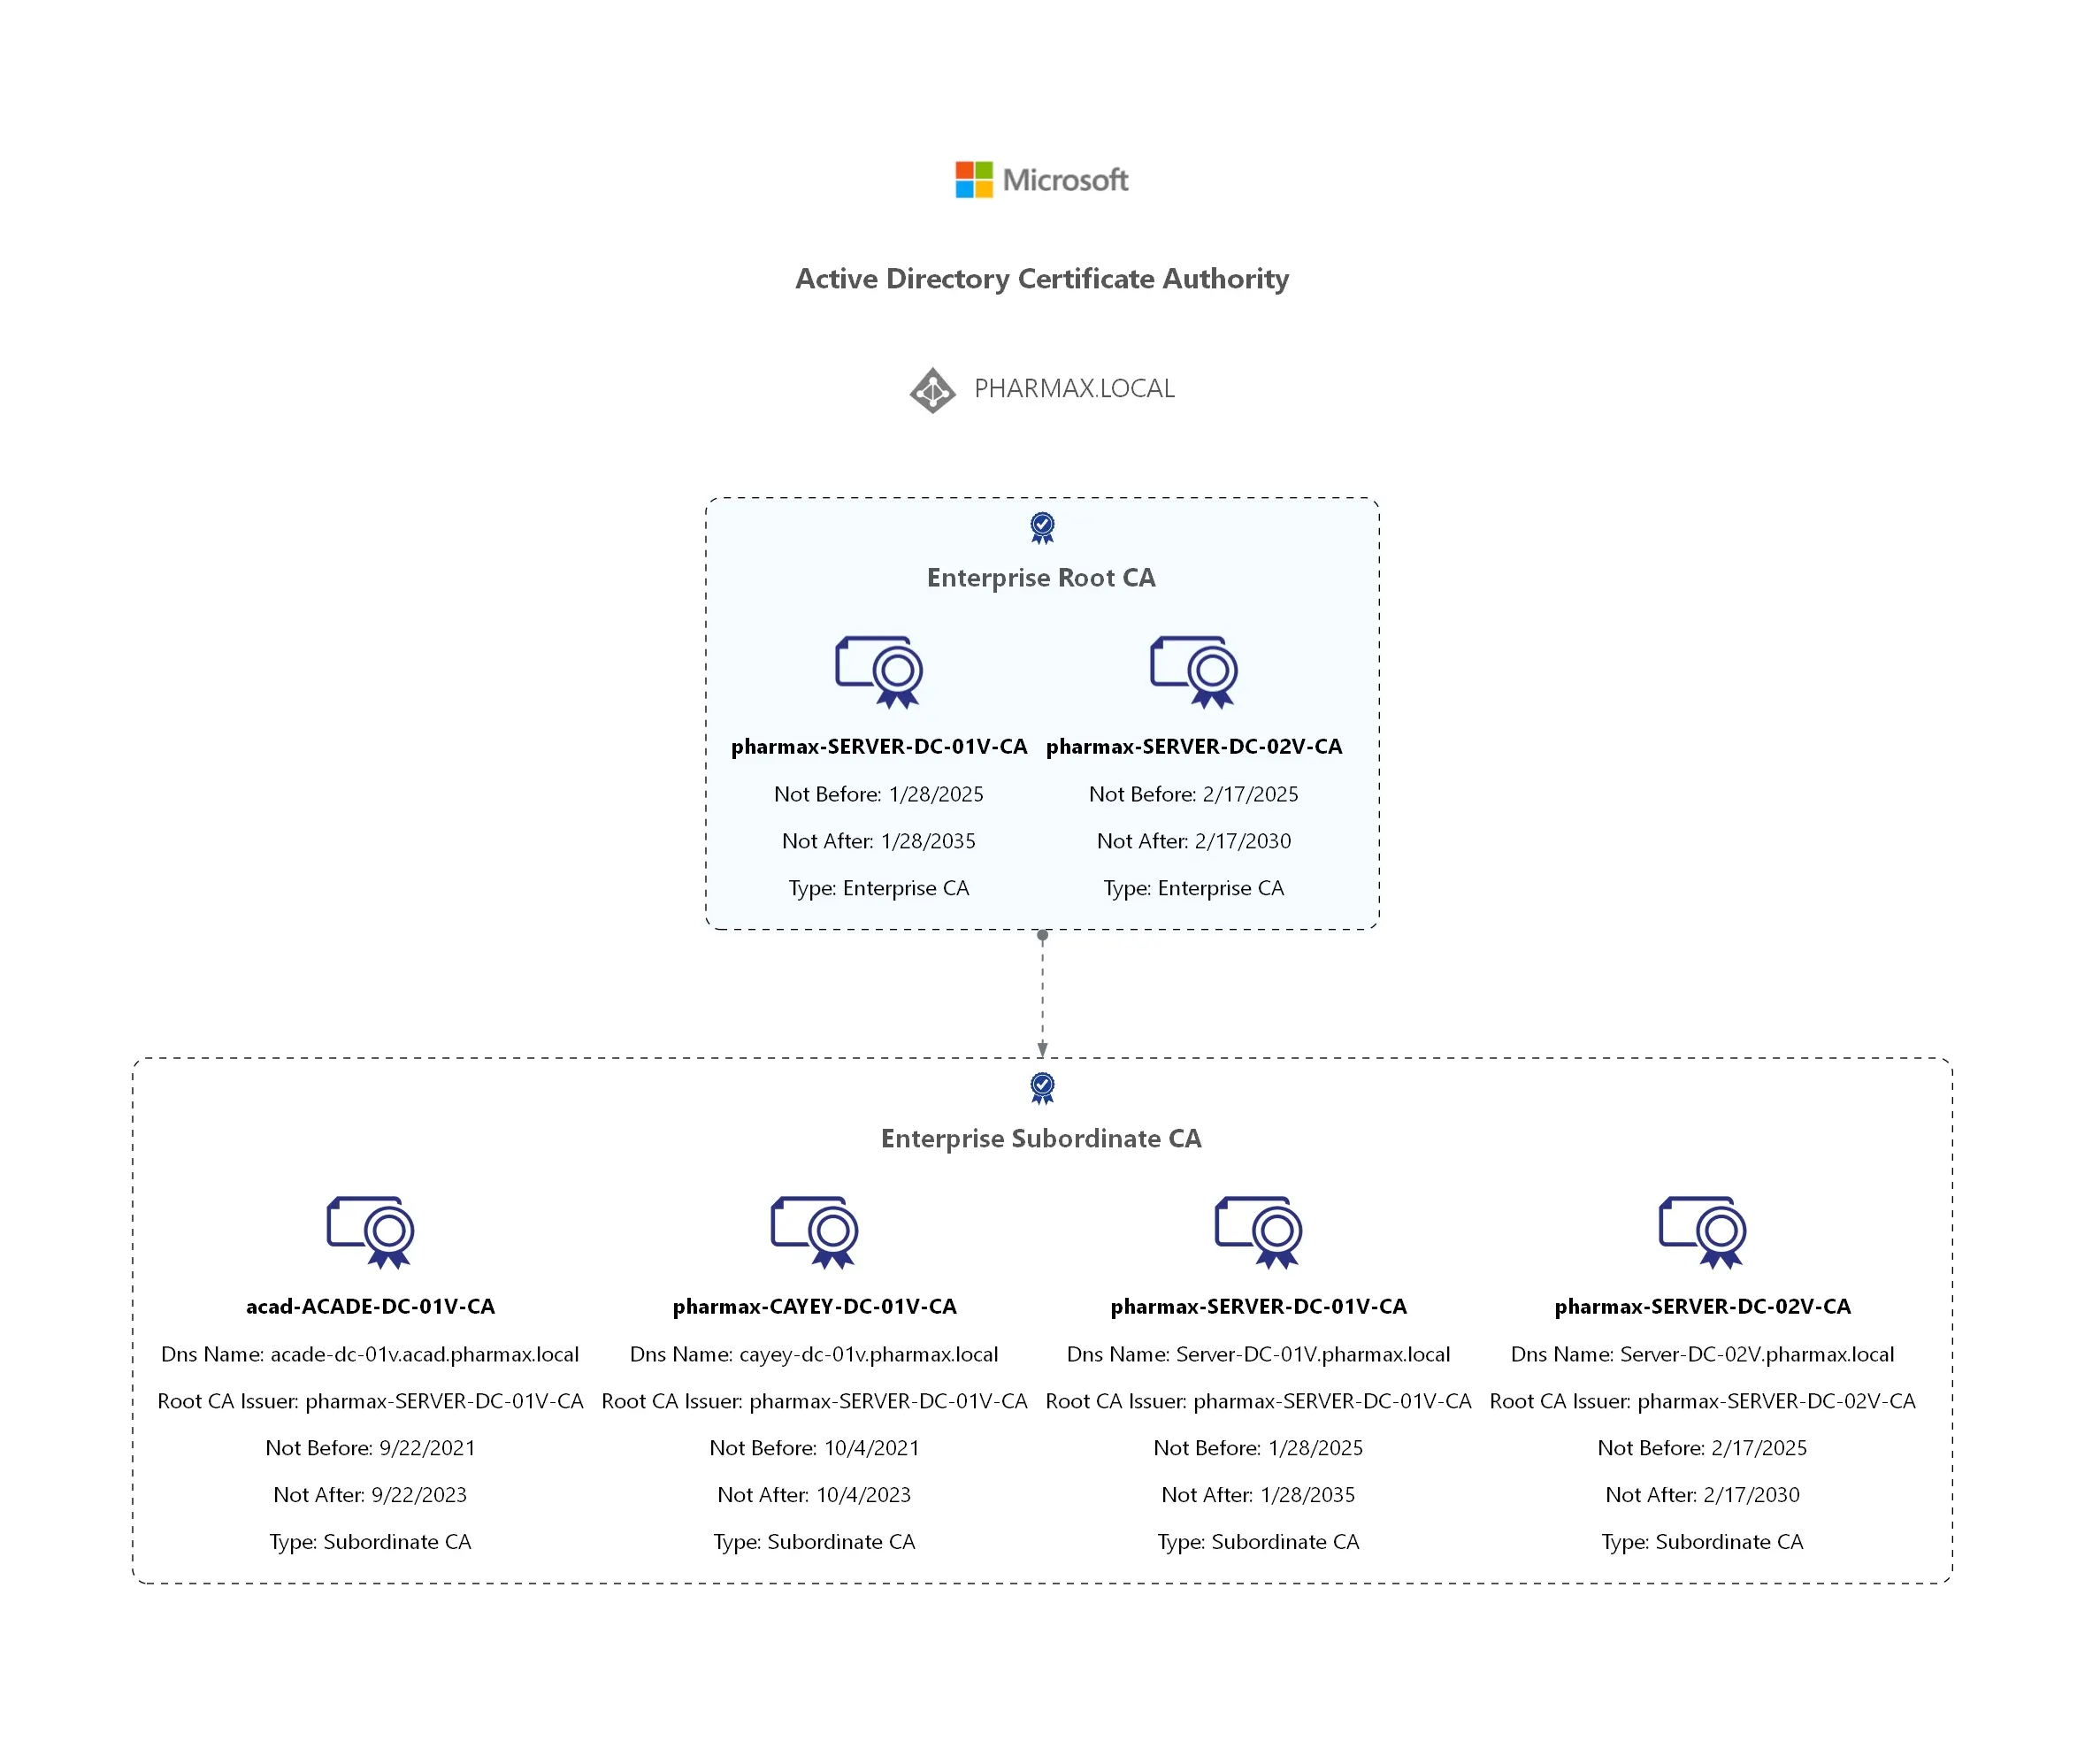 Microsoft
Active Directory Certificate Authority
PHARMAX.LOCAL
Enterprise Root CA
pharmax-SERVER-DC-01V-CA
Not Before: 1/28/2025
Not After: 1/28/2035
Type: Enterprise CA
pharmax-SERVER-DC-02V-CA
Not Before: 2/17/2025
Not After: 2/17/2030
Type: Enterprise CA
Enterprise Subordinate CA
acad-ACADE-DC-01V-CA
Dns Name: acade-dc-01v.acad.pharmax.local
Root CA Issuer: pharmax-SERVER-DC-01V-CA
Not Before: 9/22/2021
Not After: 9/22/2023
Type: Subordinate CA
pharmax-CAYEY-DC-01V-CA
Dns Name: cayey-dc-01v.pharmax.local
Root CA Issuer: pharmax-SERVER-DC-01V-CA
Not Before: 10/4/2021
Not After: 10/4/2023
Type: Subordinate CA
pharmax-SERVER-DC-01V-CA
Dns Name: Server-DC-01V.pharmax.local
Root CA Issuer: pharmax-SERVER-DC-01V-CA
Not Before: 1/28/2025
Not After: 1/28/2035
Type: Subordinate CA
pharmax-SERVER-DC-02V-CA
Dns Name: Server-DC-02V.pharmax.local
Root CA Issuer: pharmax-SERVER-DC-02V-CA
Not Before: 2/17/2025
Not After: 2/17/2030
Type: Subordinate CA